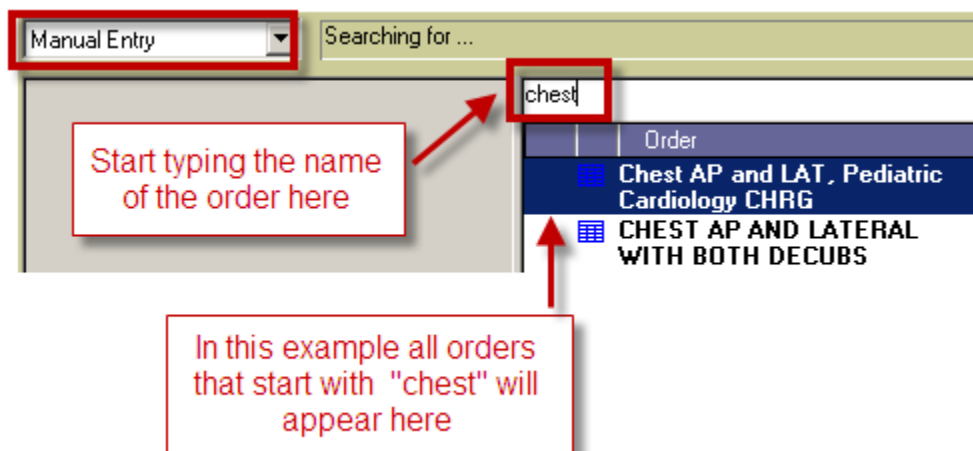 Manual Entry
Searching for ...
chest
Start typing the name
of the order here
Order
Chest AP and LAT, Pediatric
Cardiology CHRG
CHEST AP AND LATERAL
WITH BOTH DECUBS
In this example all orders
that start with "chest" will
appear here